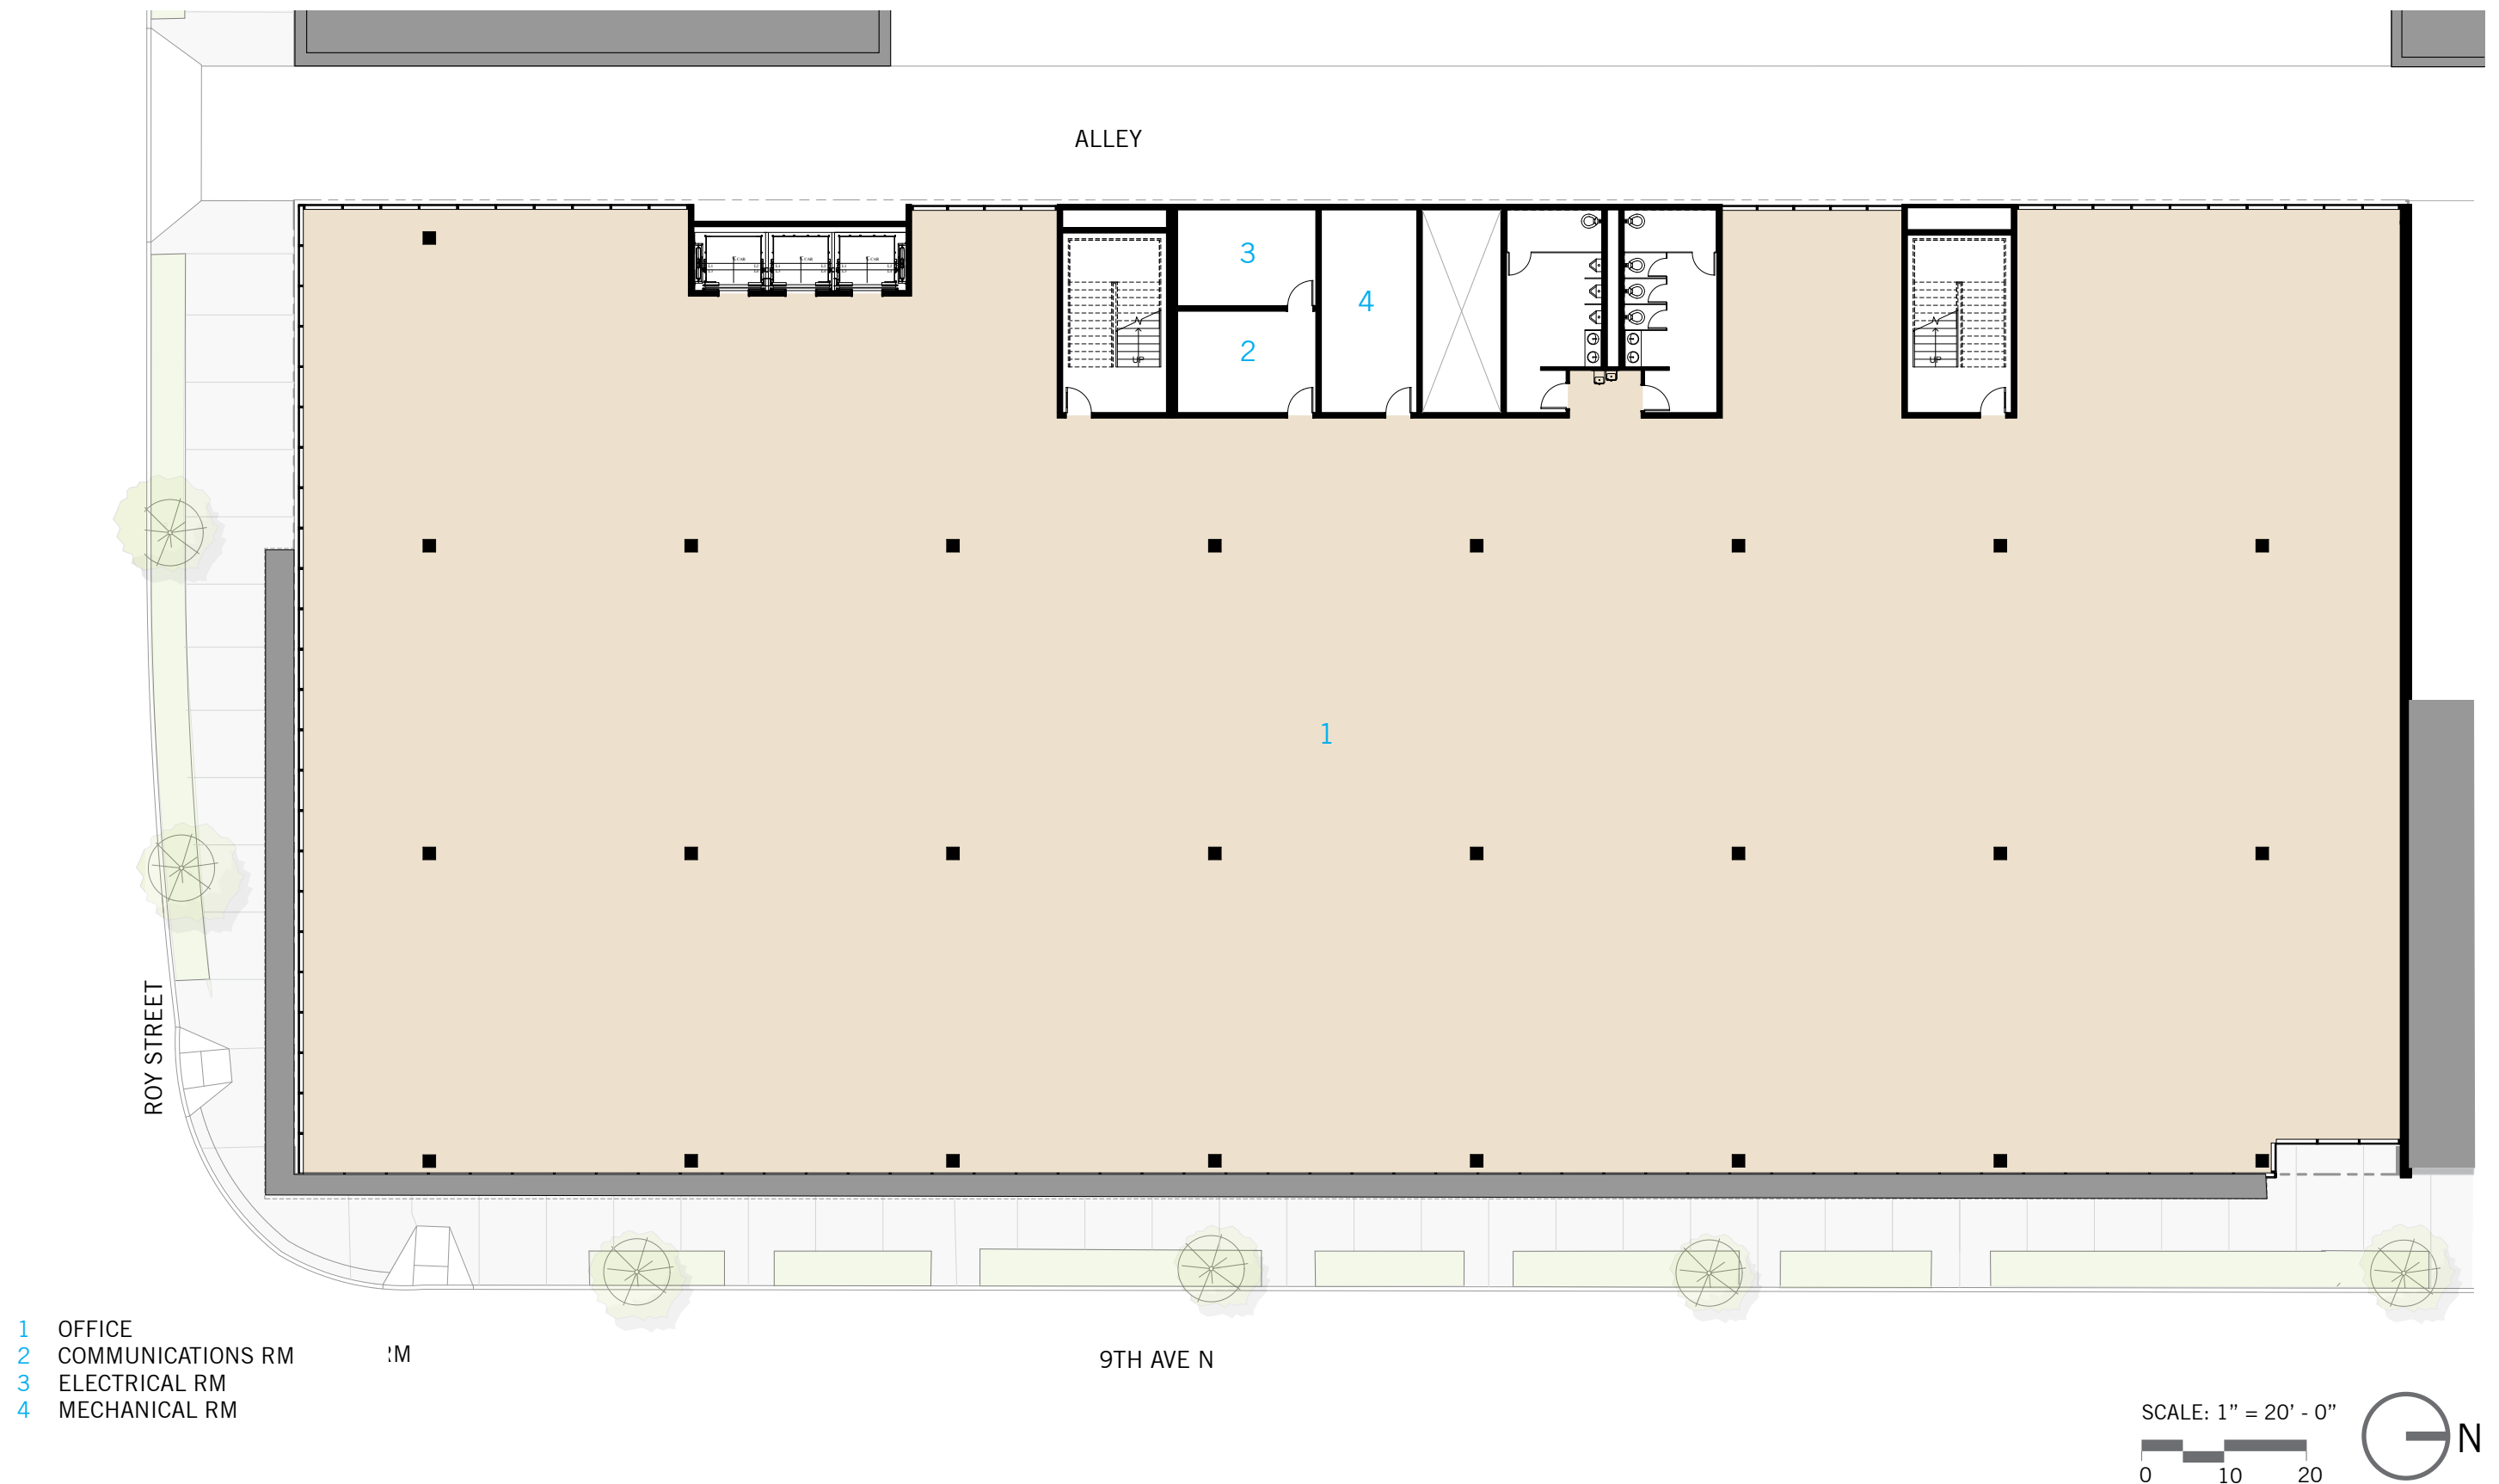 ALLEY
3
4
2
UP
UP
1
ROY STREET
9TH AVE N
1 OFFICE
2 COMMUNICATIONS RM
3 ELECTRICAL RM
4 MECHANICAL RM
SCALE: 1” = 20’ - 0”
0 10 20
N